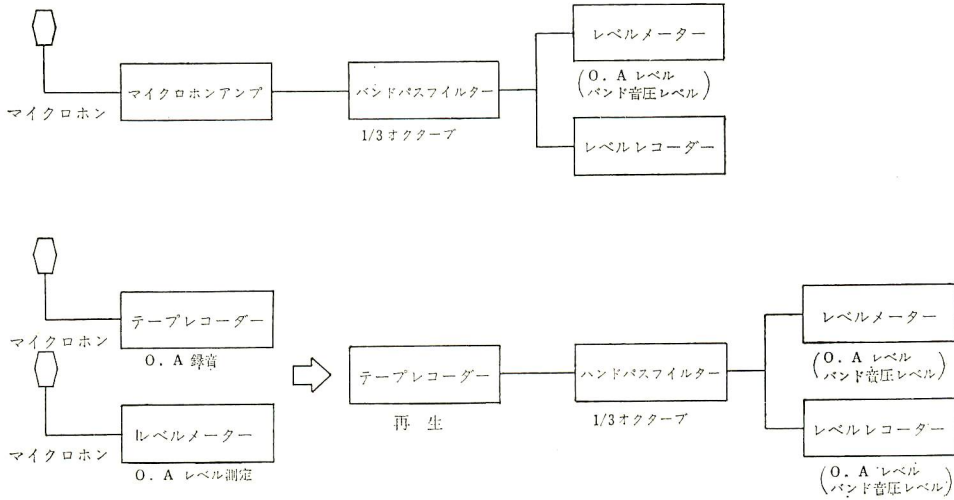 レベルメーター
(O.A レベル
バンド音圧レベル)
マイクロホンアンプ
バンドパスフイルター
マイクロホン
1/3オクターブ
レベルレコーダー
テープレコーダー
マイクロホン
O.A 録音
レベルメーター
(O.A レベル
バンド音圧レベル)
テープレコーダー
ハンドパスフイルター
再 生
1/3オクターブ
レベルメーター
マイクロホン
O.A レベル測定
レベルレコーダー
(O.A レベル
バンド音圧レベル)